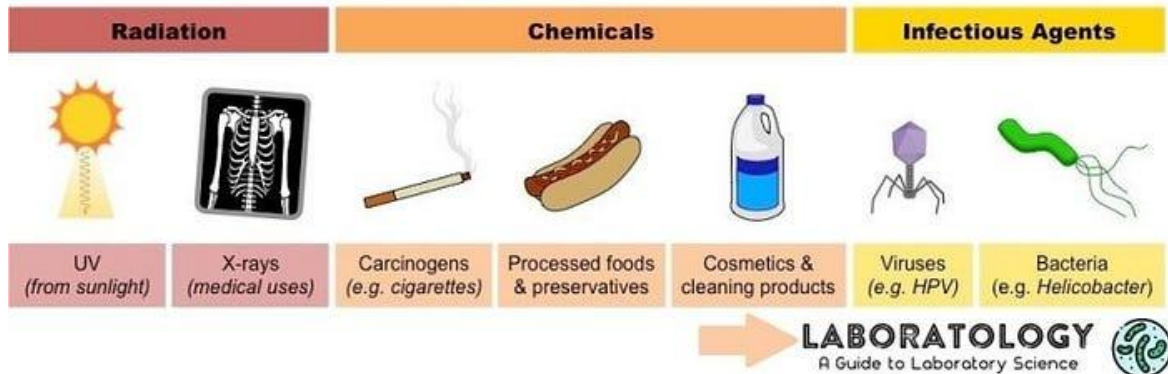 Radiation
Chemicals
Infectious Agents
UV
(from sunlight)
X-rays
(medical uses)
Carcinogens
(e.g. cigarettes)
Processed foods
& preservatives
Cosmetics &
cleaning products
Viruses
(e.g. HPV)
Bacteria
(e.g. Helicobacter)
LABORATOLOGY
A Guide to Laboratory Science